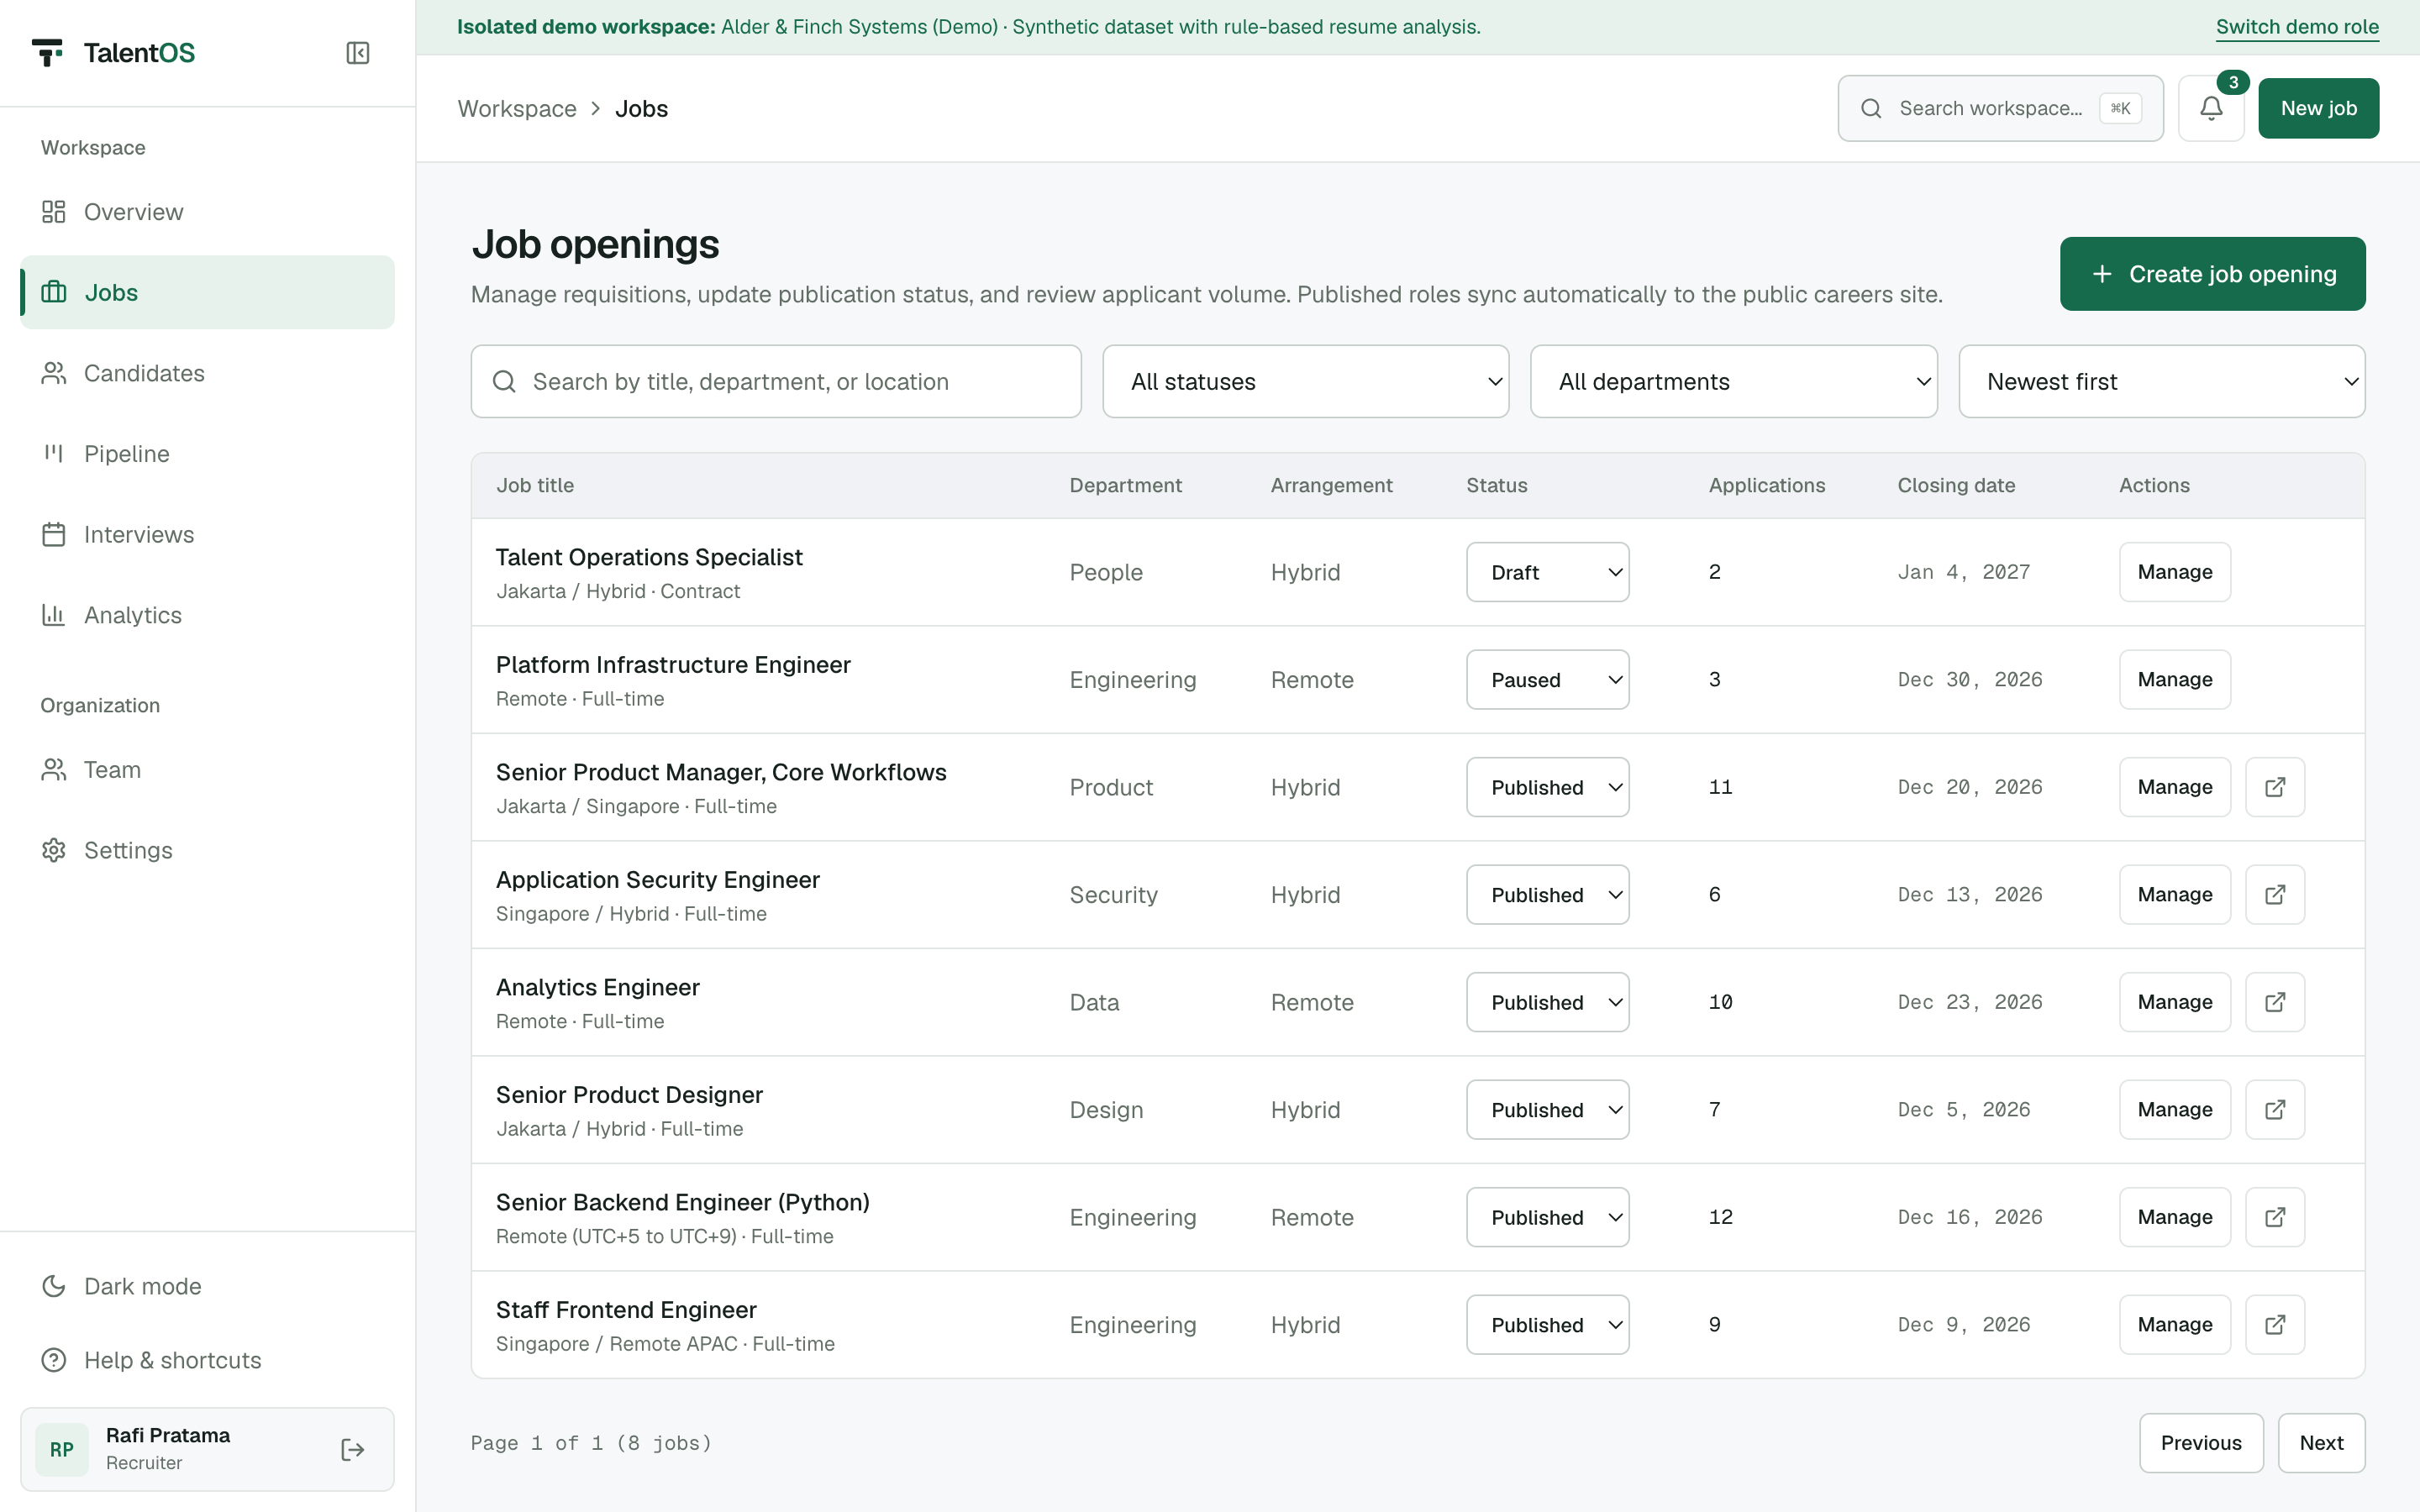 TalentOS
Workspace
Overview
Jobs
Candidates
Pipeline
Interviews
Analytics
Organization
Team
Settings
Dark mode
Help & shortcuts
RP
Rafi Pratama
Recruiter
Isolated demo workspace: Alder & Finch Systems (Demo) · Synthetic dataset with rule-based resume analysis.
Switch demo role
Workspace > Jobs
Search workspace... ⌘K
3
New job
Job openings
Manage requisitions, update publication status, and review applicant volume. Published roles sync automatically to the public careers site.
+ Create job opening
Search by title, department, or location
All statuses
All departments
Newest first
Job title Department Arrangement Status Applications Closing date Actions
Talent Operations Specialist
Jakarta / Hybrid · Contract
People Hybrid Draft 2 Jan 4, 2027 Manage
Platform Infrastructure Engineer
Remote · Full-time
Engineering Remote Paused 3 Dec 30, 2026 Manage
Senior Product Manager, Core Workflows
Jakarta / Singapore · Full-time
Product Hybrid Published 11 Dec 20, 2026 Manage
Application Security Engineer
Singapore / Hybrid · Full-time
Security Hybrid Published 6 Dec 13, 2026 Manage
Analytics Engineer
Remote · Full-time
Data Remote Published 10 Dec 23, 2026 Manage
Senior Product Designer
Jakarta / Hybrid · Full-time
Design Hybrid Published 7 Dec 5, 2026 Manage
Senior Backend Engineer (Python)
Remote (UTC+5 to UTC+9) · Full-time
Engineering Remote Published 12 Dec 16, 2026 Manage
Staff Frontend Engineer
Singapore / Remote APAC · Full-time
Engineering Hybrid Published 9 Dec 9, 2026 Manage
Page 1 of 1 (8 jobs)
Previous
Next